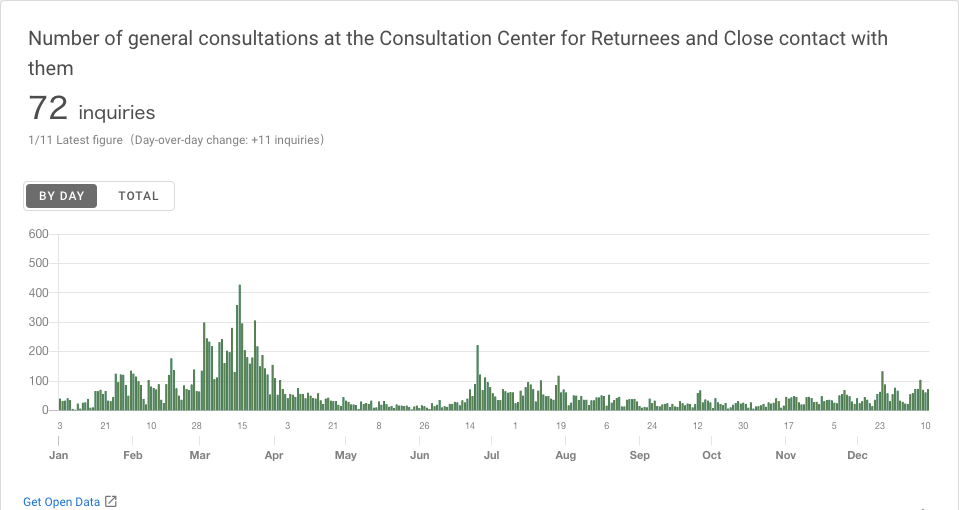 Number of general consultations at the Consultation Center for Returnees and Close contact with
them
72 inquiries
1/11 Latest figure (Day-over-day change: +11 inquiries)
BY DAY TOTAL
600
500
400
300
200
100
0
3 21 10 28 15 3 21 8 26 14 1 19 6 24 12 30 17 5 23 10
Jan Feb Mar Apr May Jun Jul Aug Sep Oct Nov Dec
Get Open Data